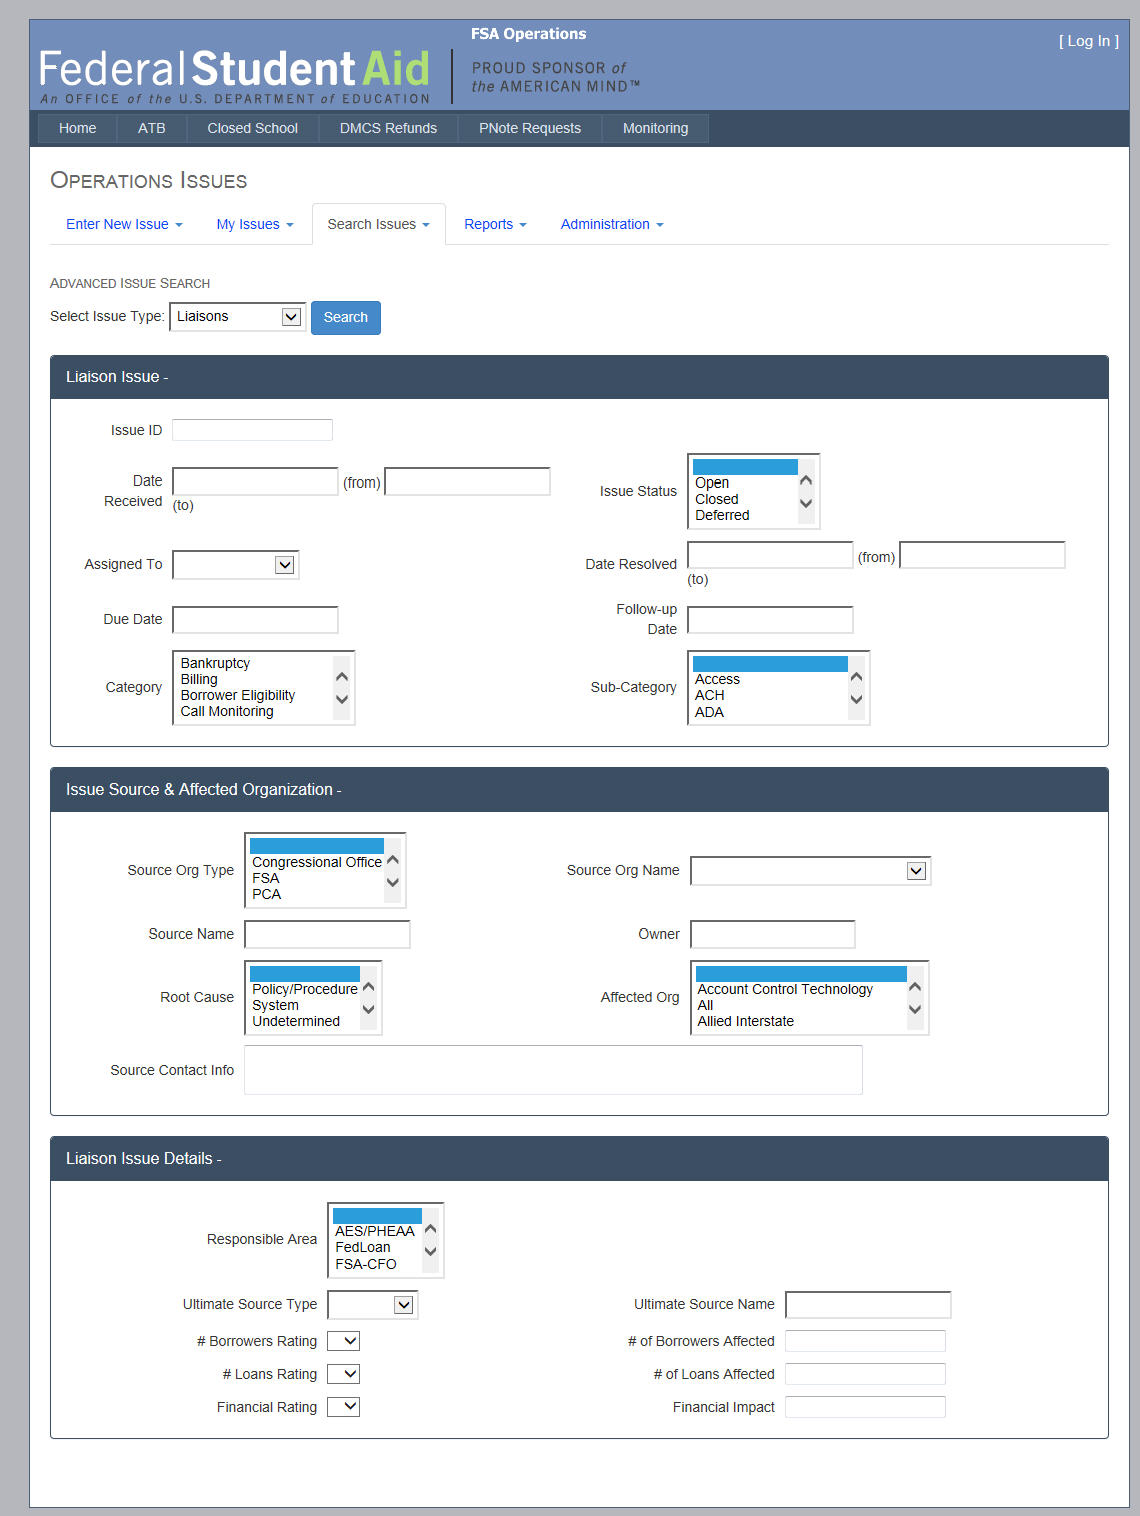 FSA Operations
[ Log In ]
Federal Student Aid
PROUD SPONSOR of
the AMERICAN MIND™
An OFFICE of the U.S. DEPARTMENT of EDUCATION
Home ATB Closed School DMCS Refunds PNote Requests Monitoring
OPERATIONS ISSUES
Enter New Issue My Issues Search Issues Reports Administration
ADVANCED ISSUE SEARCH
Select Issue Type: Liaisons Search
Liaison Issue -
Issue ID
Date Received (from) (to)
Issue Status
Open
Closed
Deferred
Assigned To
Date Resolved (from) (to)
Due Date
Follow-up Date
Category
Bankruptcy
Billing
Borrower Eligibility
Call Monitoring
Sub-Category
Access
ACH
ADA
Issue Source & Affected Organization -
Source Org Type
Congressional Office
FSA
PCA
Source Org Name
Source Name
Owner
Root Cause
Policy/Procedure
System
Undetermined
Affected Org
Account Control Technology
All
Allied Interstate
Source Contact Info
Liaison Issue Details -
Responsible Area
AES/PHEAA
FedLoan
FSA-CFO
Ultimate Source Type
Ultimate Source Name
# Borrowers Rating
# of Borrowers Affected
# Loans Rating
# of Loans Affected
Financial Rating
Financial Impact